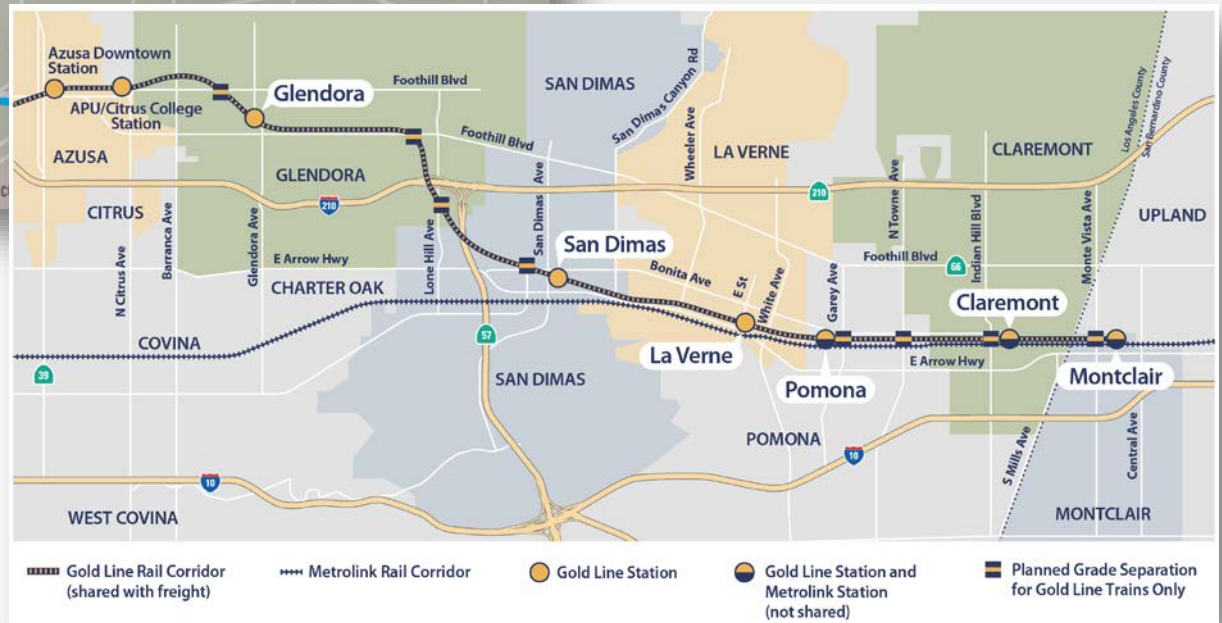 Azusa Downtown
Station
APU/Citrus College
Station
AZUSA
CITRUS
Glendora
Foothill Blvd
Foothill Blvd
GLENDORA
210
SAN DIMAS
San Dimas Canyon Rd
Wheeler Ave
LA VERNE
210
N Towne Ave
CLAREMONT
Los Angeles County
San Bernardino County
UPLAND
N Citrus Ave
Barranca Ave
Glendora Ave
E Arrow Hwy
CHARTER OAK
Lone Hill Ave
San Dimas Ave
San Dimas
Bonita Ave
E St
White Ave
Garey Ave
Foothill Blvd
66
Indian Hill Blvd
Monte Vista Ave
Claremont
COVINA
39
57
SAN DIMAS
La Verne
Pomona
E Arrow Hwy
Montclair
POMONA
10
10
S Mills Ave
Central Ave
WEST COVINA
MONTCLAIR
Gold Line Rail Corridor
(shared with freight)
Metrolink Rail Corridor
Gold Line Station
Gold Line Station and
Metrolink Station
(not shared)
Planned Grade Separation
for Gold Line Trains Only